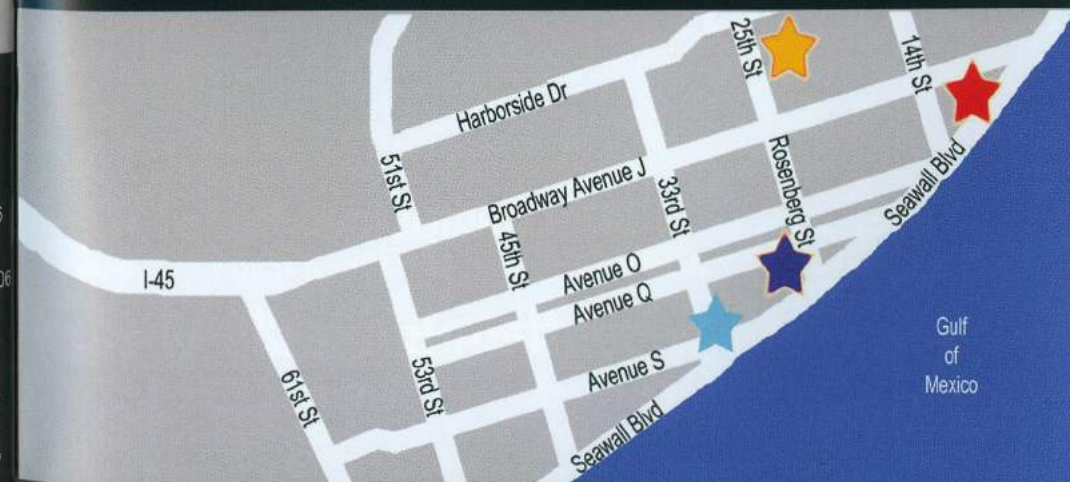 25th St
14th St
Harborside Dr
51st St
Broadway Avenue J
33rd St
Rosenberg St
Seawall Blvd
45th St
Avenue O
I-45
Avenue Q
53rd St
Avenue S
61st St
Seawall Blvd
Gulf
of
Mexico